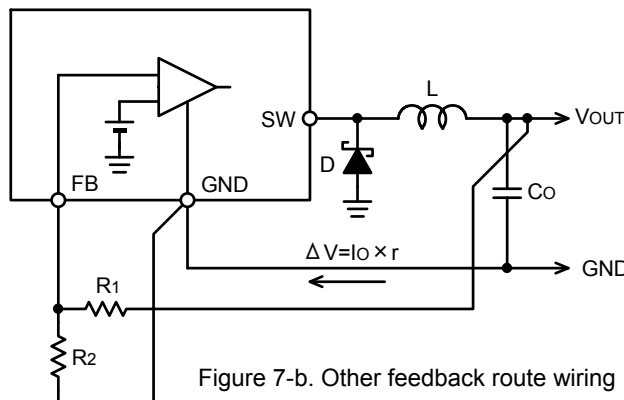 SW
L
VOUT
D
FB
GND
CO
ΔV=IO×r
GND
R1
R2
Figure 7-b. Other feedback route wiring